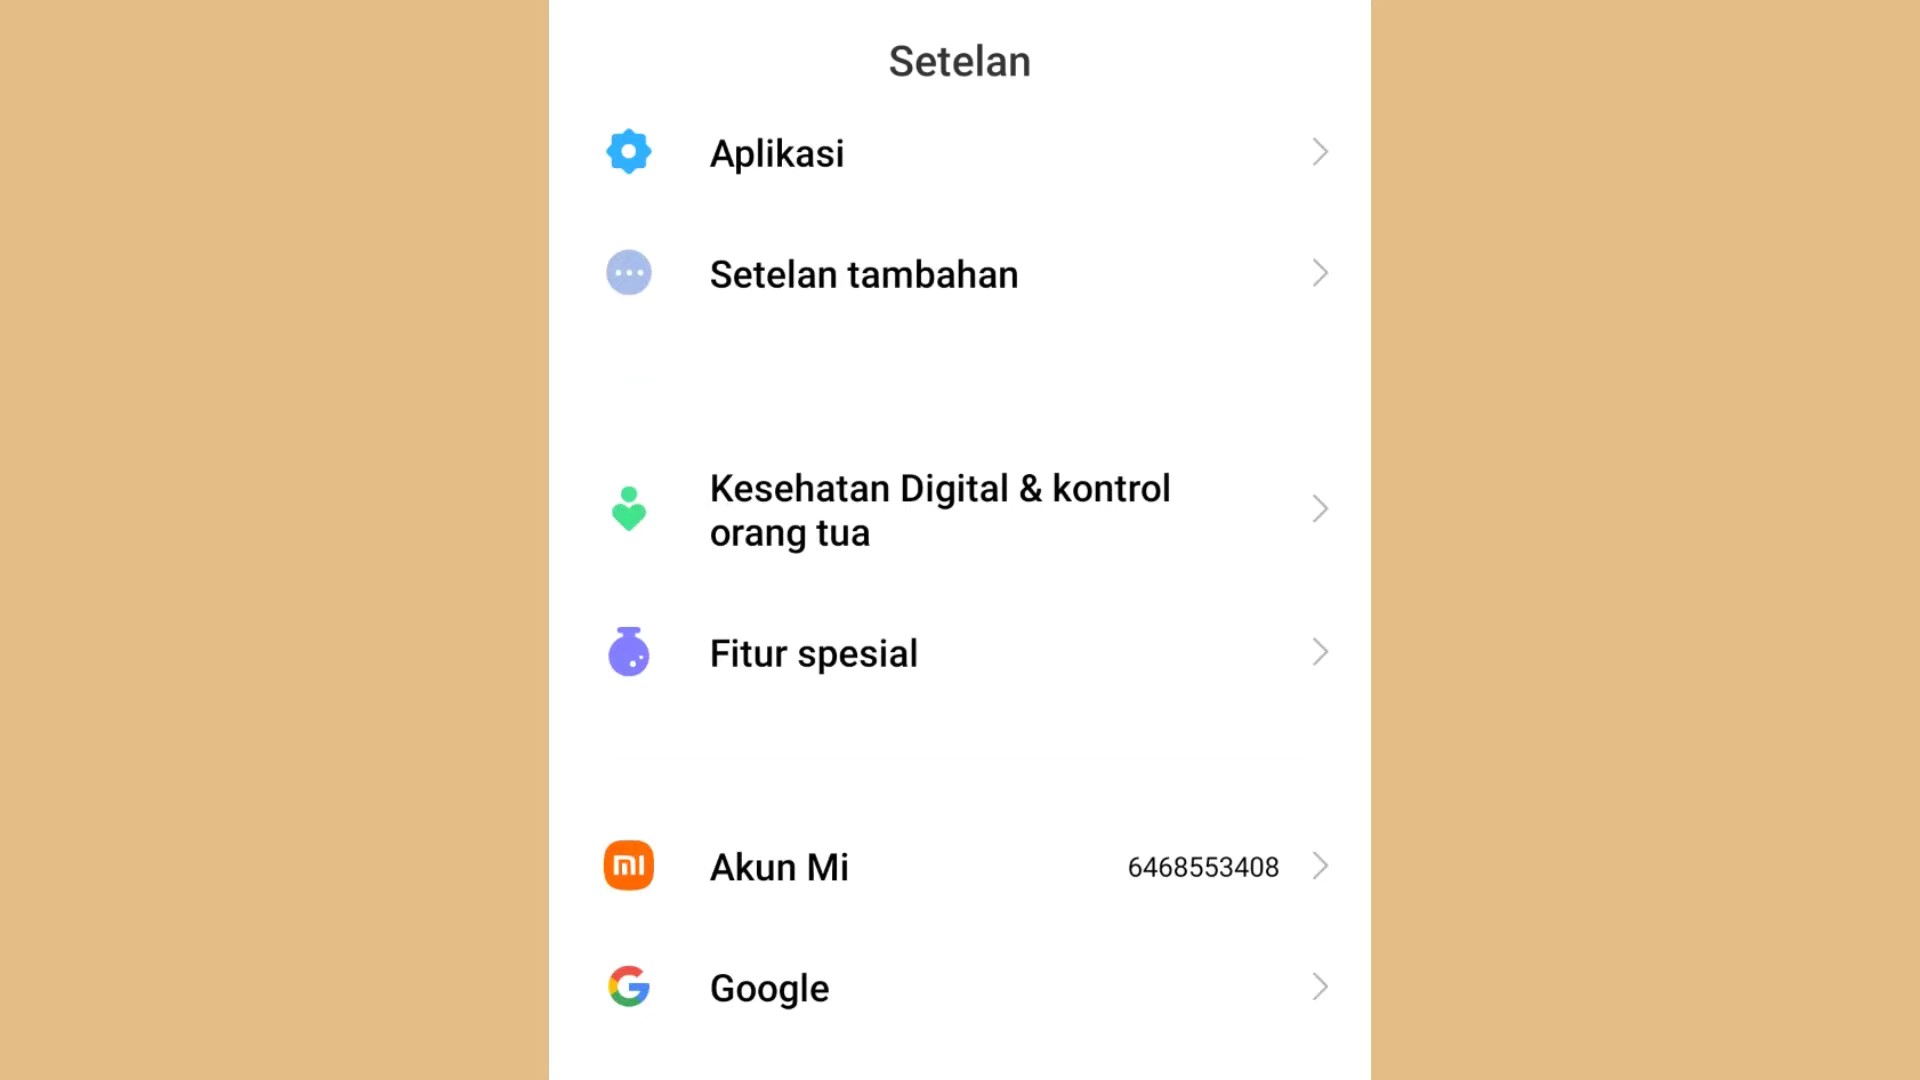 Setelan
Aplikasi
Setelan tambahan
Kesehatan Digital & kontrol
orang tua
Fitur spesial
Akun Mi 6468553408
Google